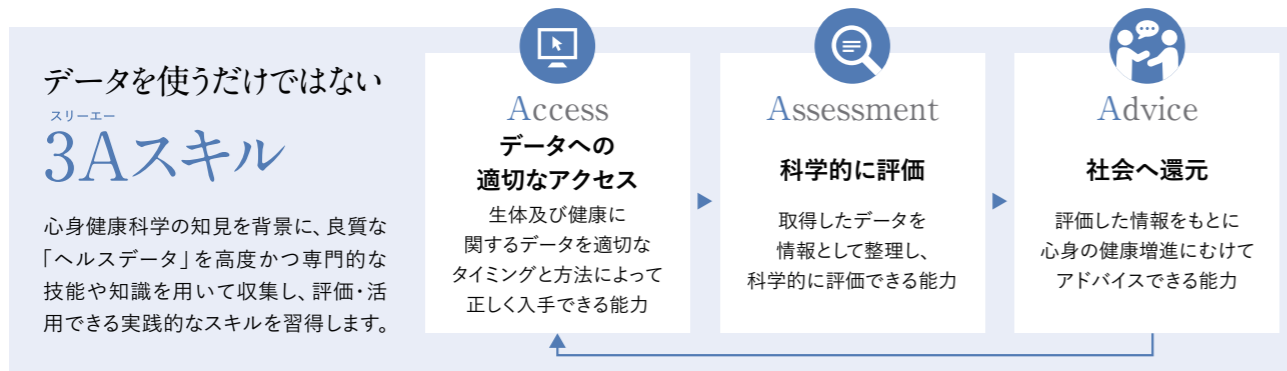 データを使うだけではない
スリーエー
3Aスキル
心身健康科学の知見を背景に、良質な
「ヘルスデータ」を高度かつ専門的な
技能や知識を用いて収集し、評価・活
用できる実践的なスキルを習得します。
Access
データへの
適切なアクセス
生体及び健康に
関するデータを適切な
タイミングと方法によって
正しく入手できる能力
Assessment
科学的に評価
取得したデータを
情報として整理し、
科学的に評価できる能力
Advice
社会へ還元
評価した情報をもとに
心身の健康増進にむけて
アドバイスできる能力